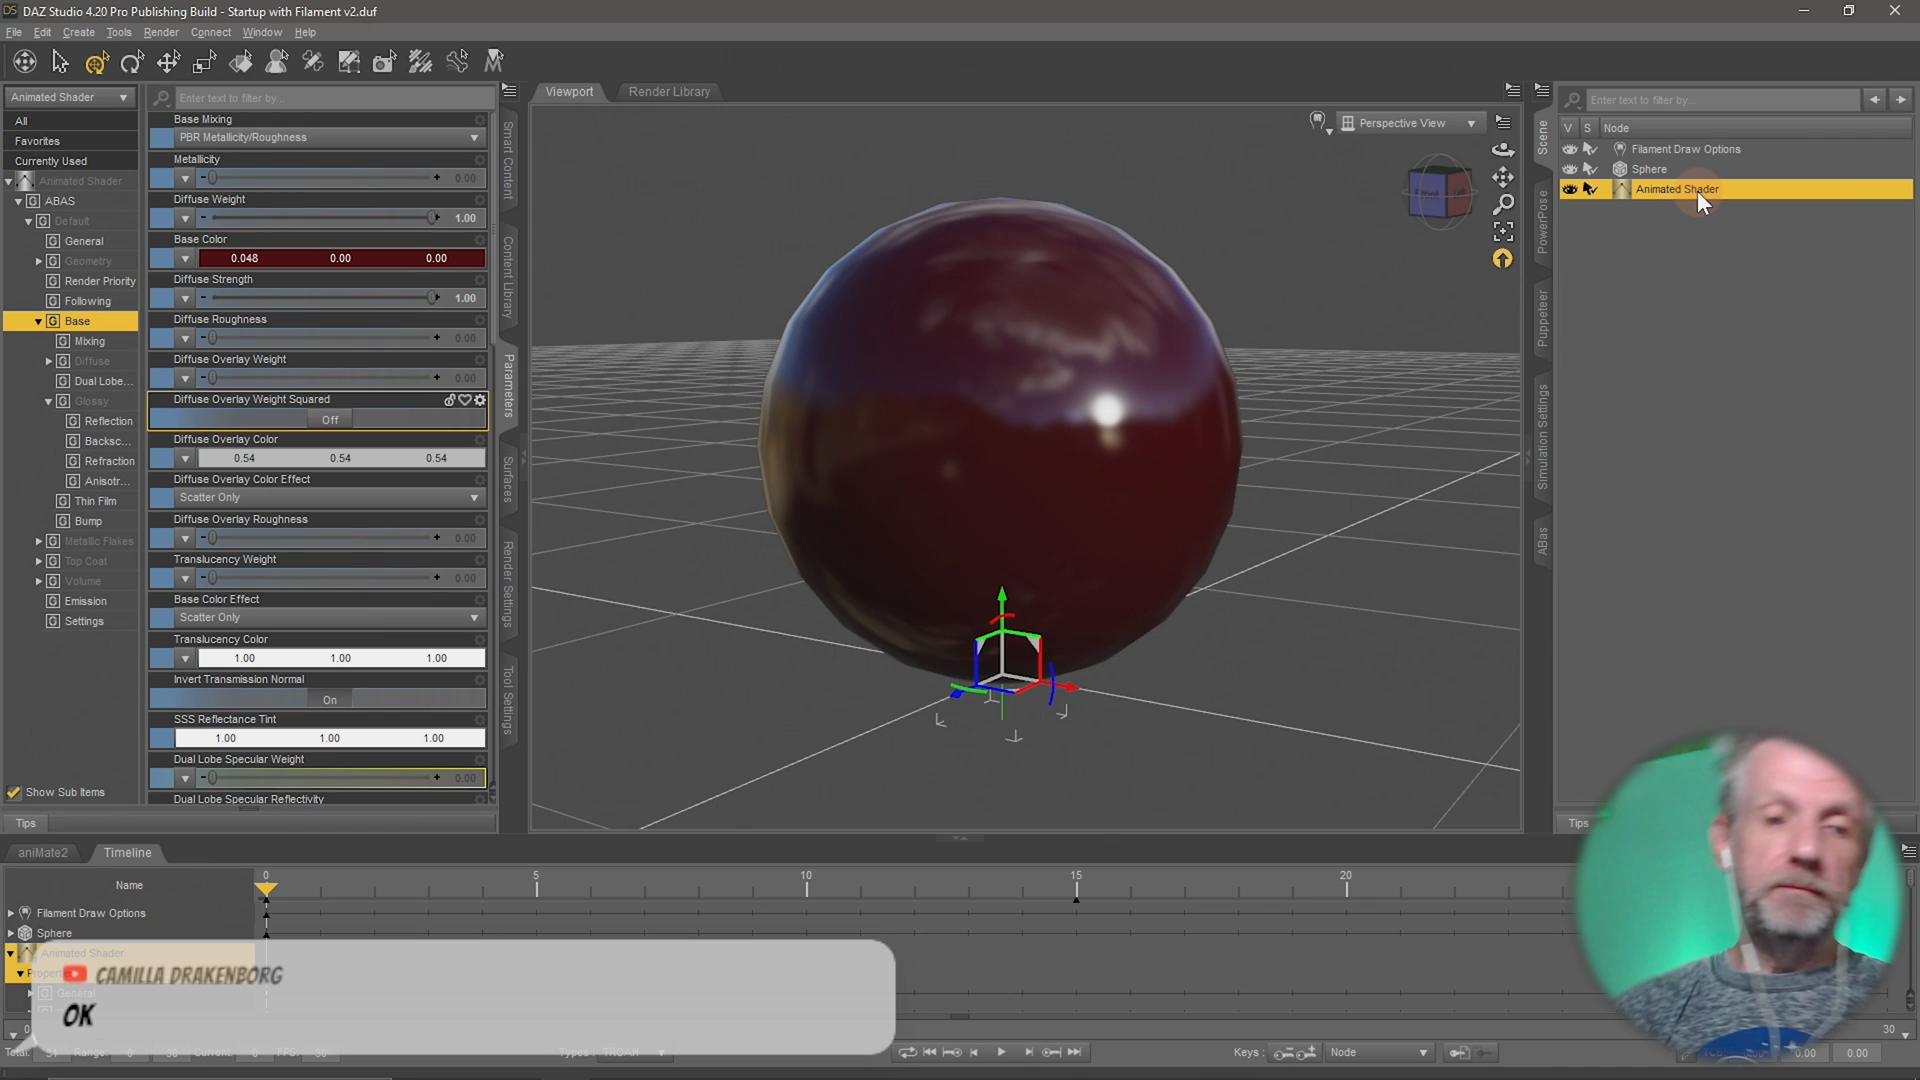 DAZ Studio 4.20 Pro Publishing Build - Startup with Filament v2.duf
File Edit Create Tools Render Connect Window Help
Animated Shader
All
Favorites
Currently Used
Animated Shader
ABAS
Default
General
Geometry
Render Priority
Following
Base
Mixing
Diffuse
Dual Lobe...
Glossy
Reflection
Backsc...
Refraction
Anisotr...
Thin Film
Bump
Metallic Flakes
Top Coat
Volume
Emission
Settings
Show Sub Items
Tips
Enter text to filter by...
Base Mixing
PBR Metallicity/Roughness
Metallicity
0.00
Diffuse Weight
1.00
Base Color
0.048 0.00 0.00
Diffuse Strength
1.00
Diffuse Roughness
0.00
Diffuse Overlay Weight
0.00
Diffuse Overlay Weight Squared
Off
Diffuse Overlay Color
0.54 0.54 0.54
Diffuse Overlay Color Effect
Scatter Only
Diffuse Overlay Roughness
0.00
Translucency Weight
0.00
Base Color Effect
Scatter Only
Translucency Color
1.00 1.00 1.00
Invert Transmission Normal
On
SSS Reflectance Tint
1.00 1.00 1.00
Dual Lobe Specular Weight
0.00
Dual Lobe Specular Reflectivity
Smart Content
Content Library
Parameters
Surfaces
Render Settings
Tool Settings
Viewport Render Library
Perspective View
Scene
PowerPose
Puppeteer
Simulation Settings
ABas
Enter text to filter by...
V S Node
Filament Draw Options
Sphere
Animated Shader
Tips
aniMate2 Timeline
Name
0 5 10 15 20
Filament Draw Options
Sphere
Animated Shader
General
CAMILLA DRAKENBORG
OK
0
30
Total: 31 Range: 0 30 Current: 0 FPS: 30
Types : TROAH
Keys : Node
0.00 0.00